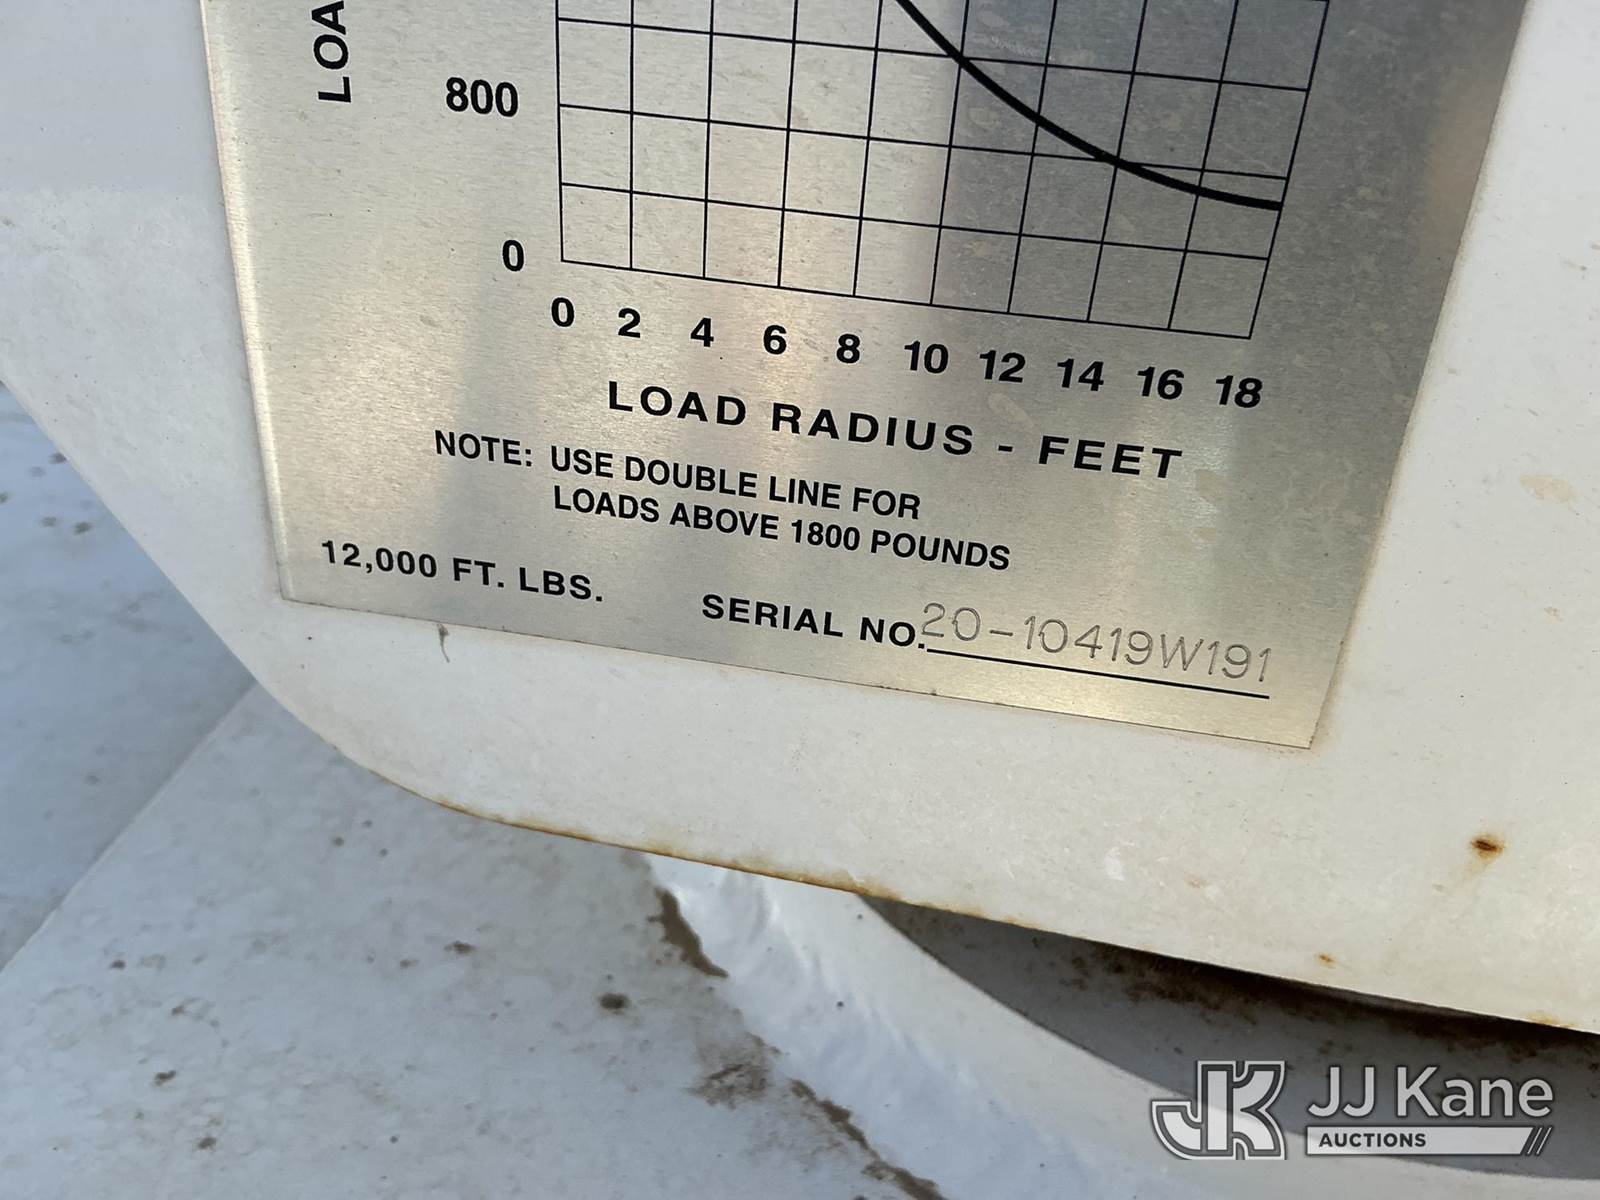 LOA
800
0
0 2 4 6 8 10 12 14 16 18
LOAD RADIUS - FEET
NOTE: USE DOUBLE LINE FOR
LOADS ABOVE 1800 POUNDS
12,000 FT. LBS.
SERIAL NO. 20-10419W191
JK
JJ Kane
AUCTIONS